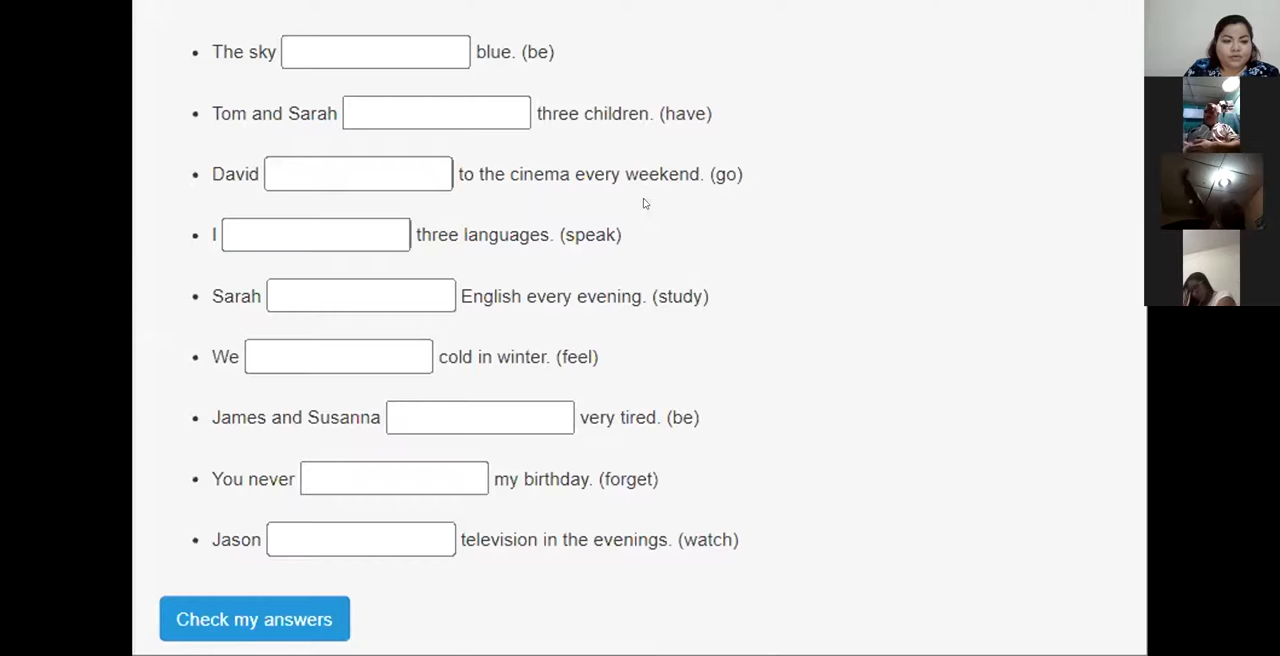 The sky blue. (be)
Tom and Sarah three children. (have)
David to the cinema every weekend. (go)
I three languages. (speak)
Sarah English every evening. (study)
We cold in winter. (feel)
James and Susanna very tired. (be)
You never my birthday. (forget)
Jason television in the evenings. (watch)
Check my answers